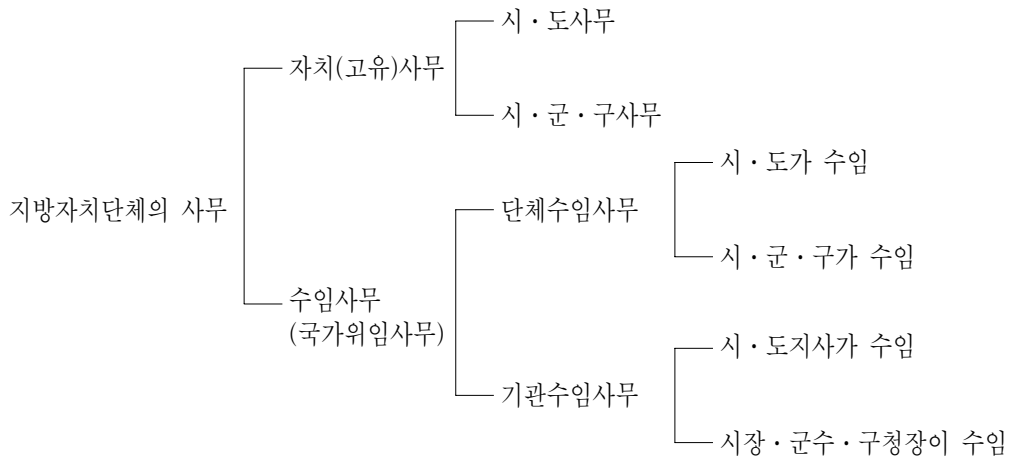 시・도사무
자치(고유)사무
시・군・구사무
시・도가 수임
지방자치단체의 사무
단체수임사무
시・군・구가 수임
수임사무
(국가위임사무)
시・도지사가 수임
기관수임사무
시장・군수・구청장이 수임